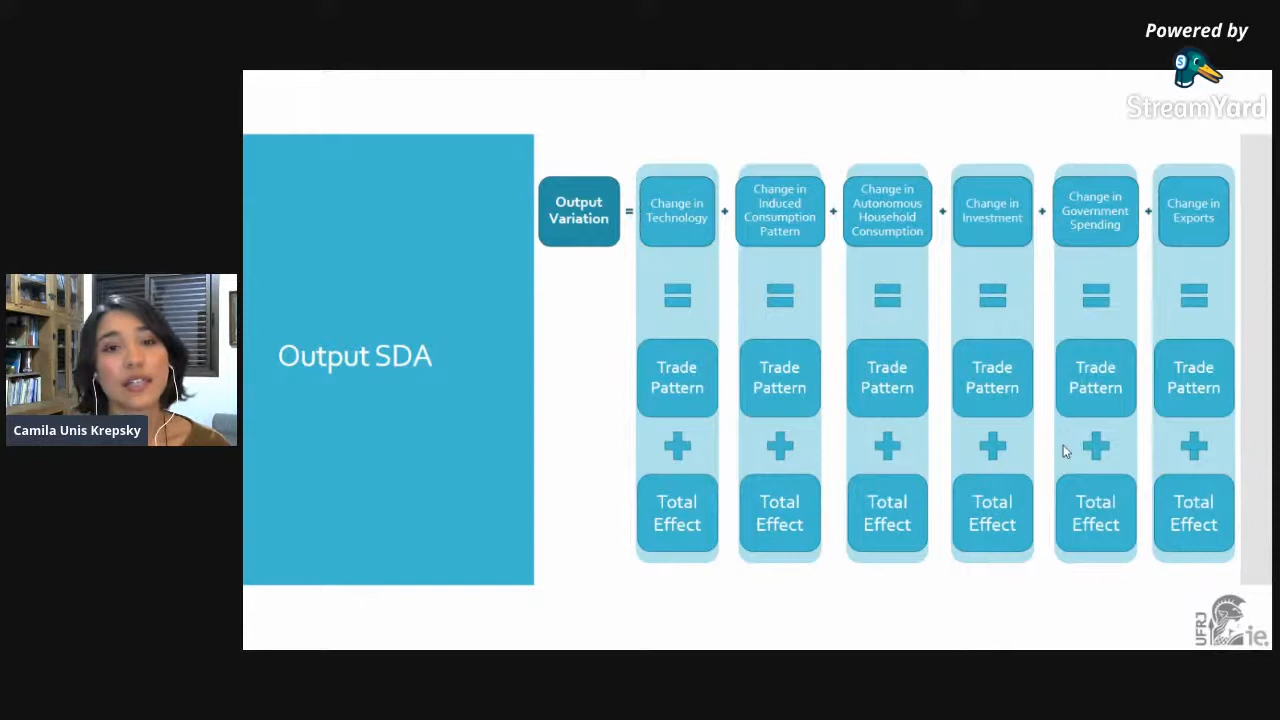 Powered by
StreamYard
Output SDA
Output
Variation
=
Change in
Technology
+
Change in
Induced
Consumption
Pattern
+
Change in
Autonomous
Household
Consumption
+
Change in
Investment
+
Change in
Government
Spending
+
Change in
Exports
= = = = = =
Trade
Pattern
Trade
Pattern
Trade
Pattern
Trade
Pattern
Trade
Pattern
Trade
Pattern
+ + + + + +
Total
Effect
Total
Effect
Total
Effect
Total
Effect
Total
Effect
Total
Effect
Camila Unis Krepsky
UFRJ
ie.